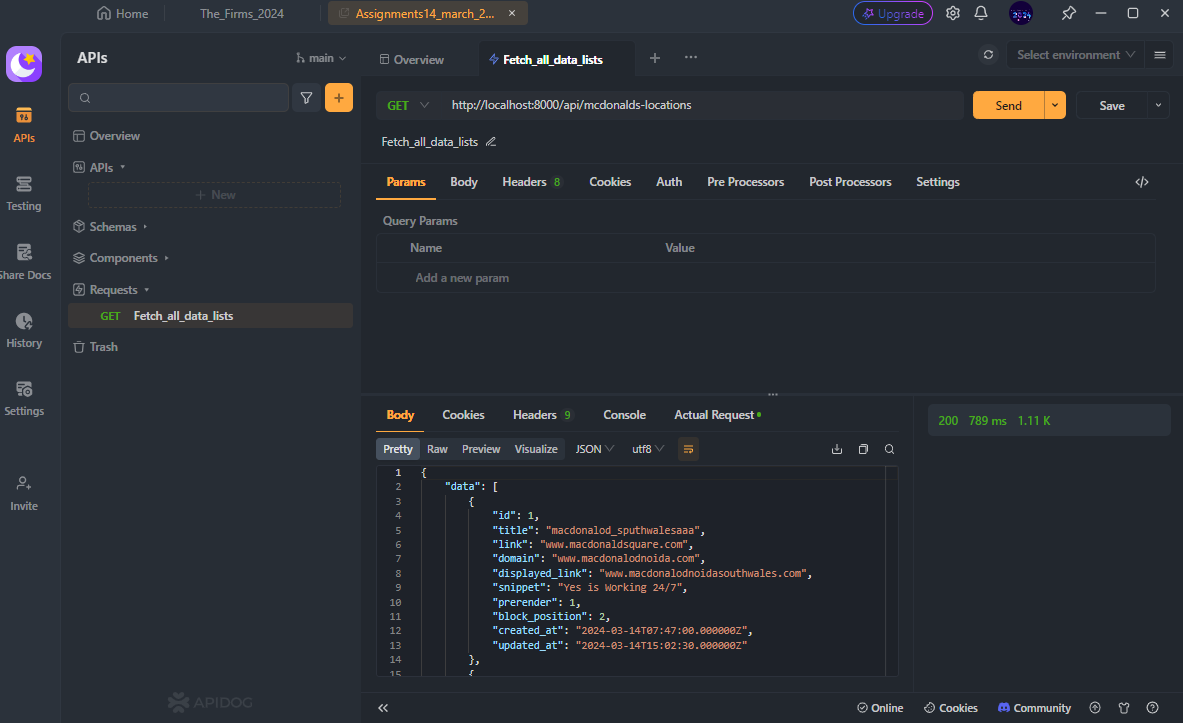 Home The_Firms_2024 Assignments14_march_2... Upgrade
APIs main Overview Fetch_all_data_lists Select environment
GET http://localhost:8000/api/mcdonalds-locations Send Save
Fetch_all_data_lists
Params Body Headers 8 Cookies Auth Pre Processors Post Processors Settings
Query Params
Name Value
Add a new param
APIs
Testing
Share Docs
History
Settings
Invite
Overview
APIs
+ New
Schemas
Components
Requests
GET Fetch_all_data_lists
Trash
APIDOG
Body Cookies Headers 9 Console Actual Request
200 789 ms 1.11 K
Pretty Raw Preview Visualize JSON utf8
1 {
2 "data": [
3 {
4 "id": 1,
5 "title": "macdonalod_sputhwalesaaa",
6 "link": "www.macdonaldsquare.com",
7 "domain": "www.macdonalodnoida.com",
8 "displayed_link": "www.macdonalodnoidasouthwales.com",
9 "snippet": "Yes is Working 24/7",
10 "prerender": 1,
11 "block_position": 2,
12 "created_at": "2024-03-14T07:47:00.000000Z",
13 "updated_at": "2024-03-14T15:02:30.000000Z"
14 },
15 {
Online Cookies Community